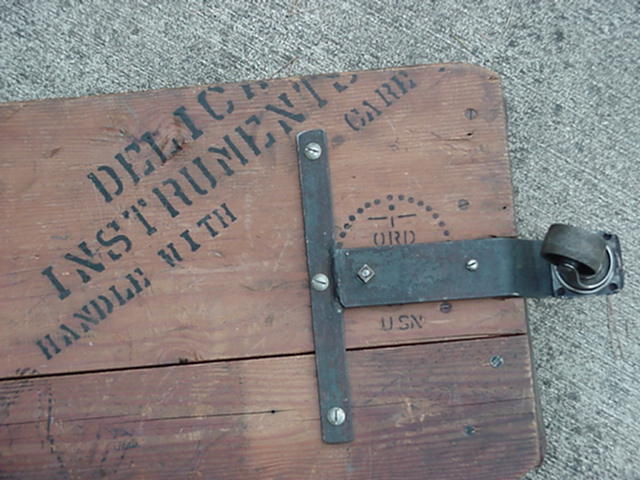 DELICATE
INSTRUMENTS
HANDLE WITH CARE
ORD
USN